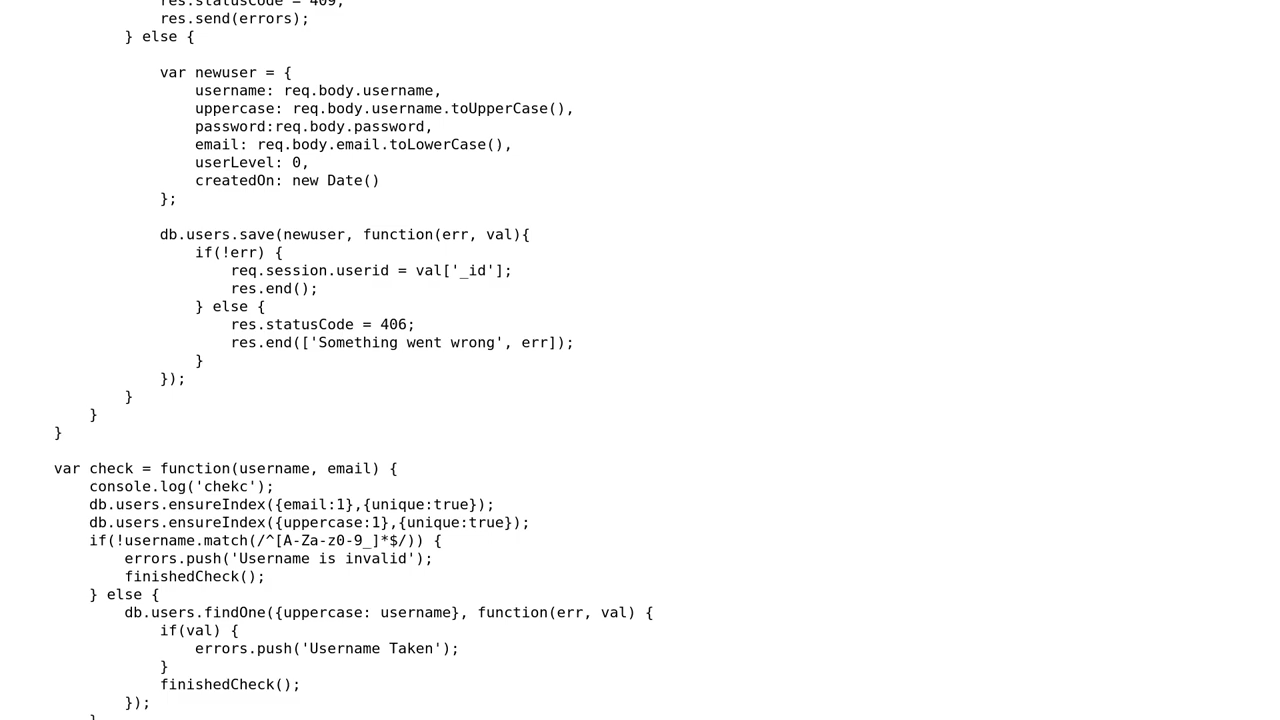 res.statusCode = 409;
res.send(errors);
} else {
var newuser = {
username: req.body.username,
uppercase: req.body.username.toUpperCase(),
password:req.body.password,
email: req.body.email.toLowerCase(),
userLevel: 0,
createdOn: new Date()
};
db.users.save(newuser, function(err, val){
if(!err) {
req.session.userid = val['_id'];
res.end();
} else {
res.statusCode = 406;
res.end(['Something went wrong', err]);
}
});
}
}
}
var check = function(username, email) {
console.log('chekc');
db.users.ensureIndex({email:1},{unique:true});
db.users.ensureIndex({uppercase:1},{unique:true});
if(!username.match(/^[A-Za-z0-9_]*$/)) {
errors.push('Username is invalid');
finishedCheck();
} else {
db.users.findOne({uppercase: username}, function(err, val) {
if(val) {
errors.push('Username Taken');
}
finishedCheck();
});
}